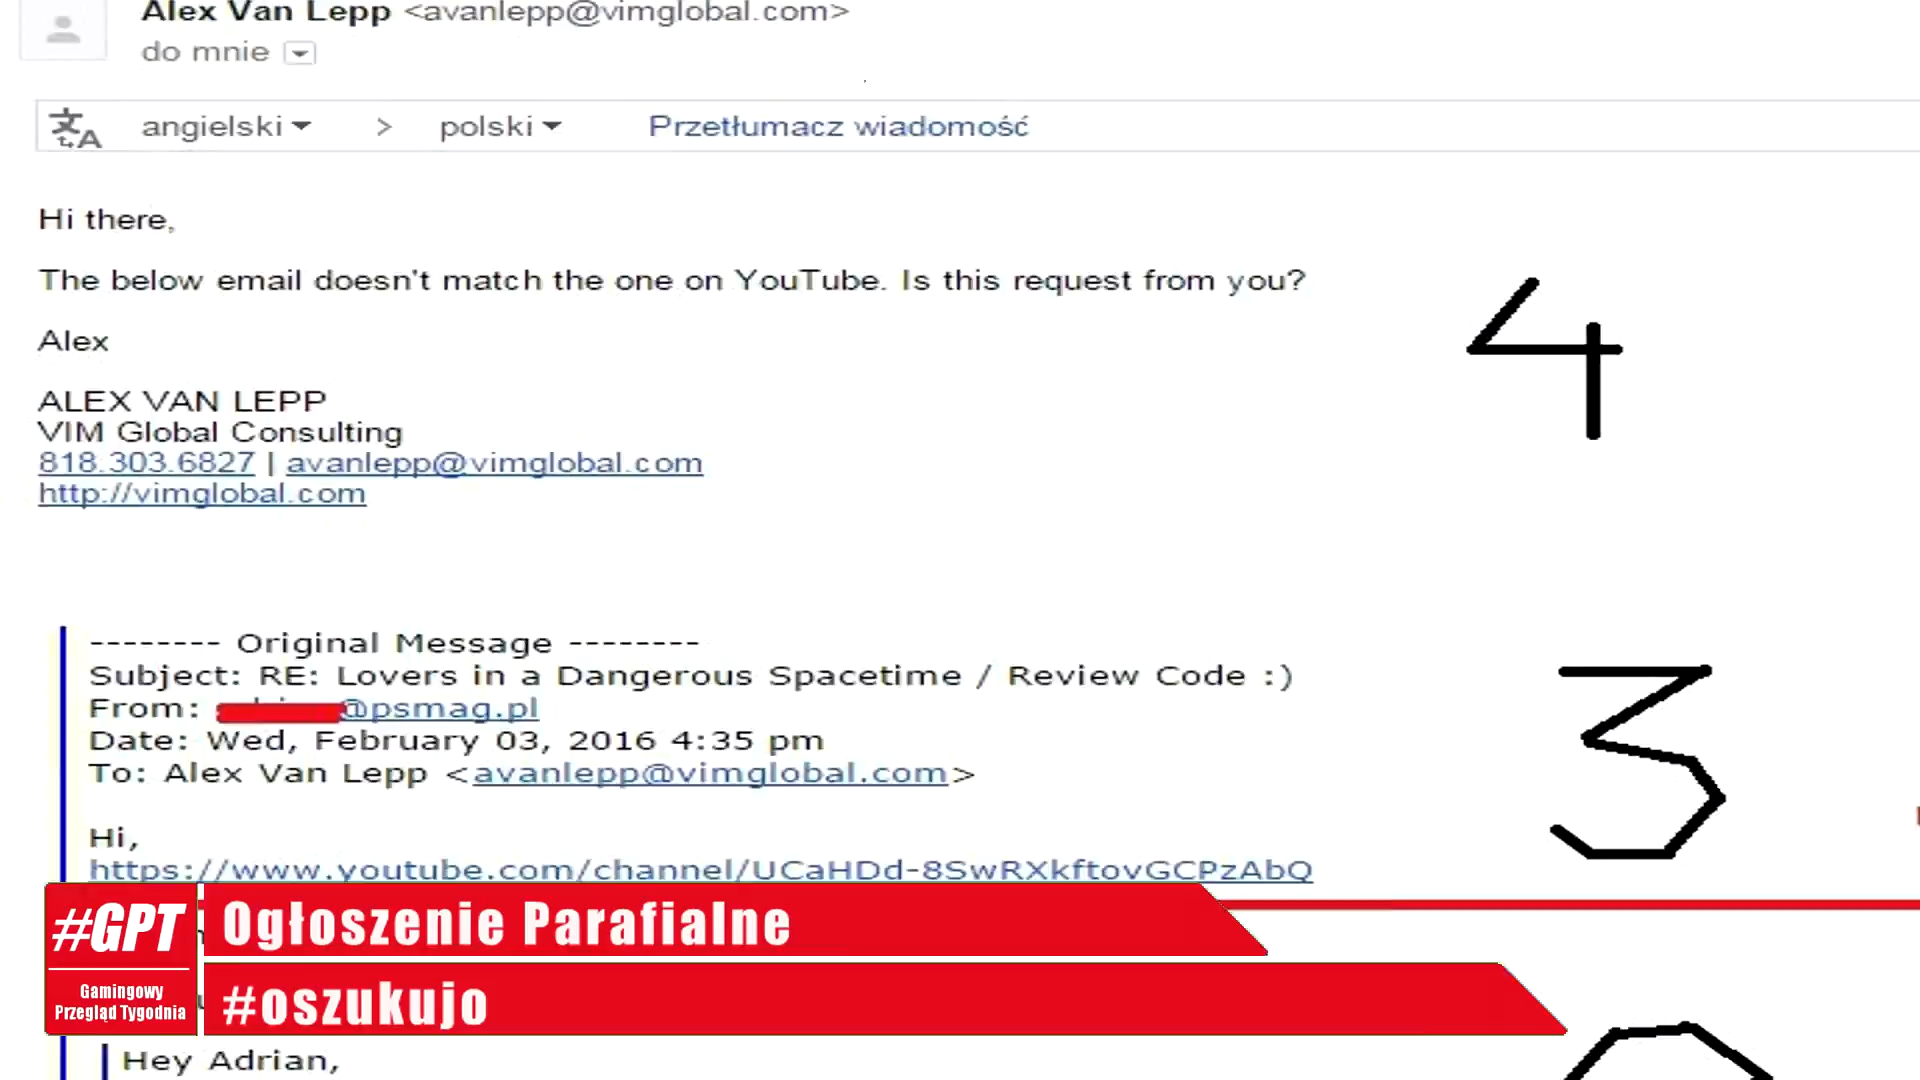 Alex Van Lepp <avanlepp@vimglobal.com>
do mnie
angielski > polski Przetłumacz wiadomość
Hi there,
The below email doesn't match the one on YouTube. Is this request from you?
4
Alex
ALEX VAN LEPP
VIM Global Consulting
818.303.6827 | avanlepp@vimglobal.com
http://vimglobal.com
-------- Original Message --------
Subject: RE: Lovers in a Dangerous Spacetime / Review Code :)
From: @psmag.pl
Date: Wed, February 03, 2016 4:35 pm
To: Alex Van Lepp <avanlepp@vimglobal.com>
3
Hi,
https://www.youtube.com/channel/UCaHDd-8SwRXkftovGCPzAbQ
#GPT
Gamingowy
Przegląd Tygodnia
Ogłoszenie Parafialne
#oszukujo
Hey Adrian,